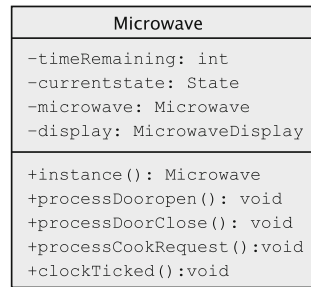 Microwave
-timeRemaining: int
-currentstate: State
-microwave: Microwave
-display: MicrowaveDisplay
+instance(): Microwave
+processDooropen(): void
+processDoorClose(): void
+processCookRequest():void
+clockTicked():void